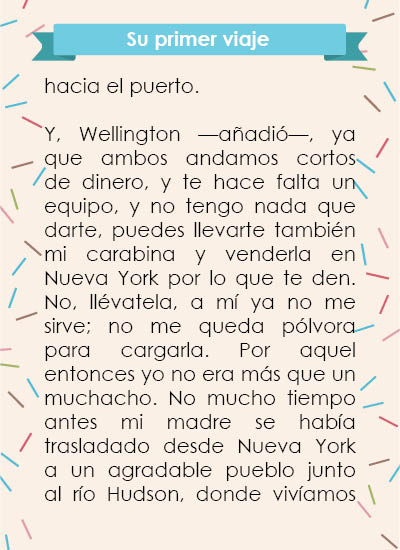 Su primer viaje
hacia el puerto.
Y, Wellington —añadió—, ya
que ambos andamos cortos
de dinero, y te hace falta un
equipo, y no tengo nada que
darte, puedes llevarte también
mi carabina y venderla en
Nueva York por lo que te den.
No, llévatela, a mí ya no me
sirve; no me queda pólvora
para cargarla. Por aquel
entonces yo no era más que un
muchacho. No mucho tiempo
antes mi madre se había
trasladado desde Nueva York
a un agradable pueblo junto
al río Hudson, donde vivíamos